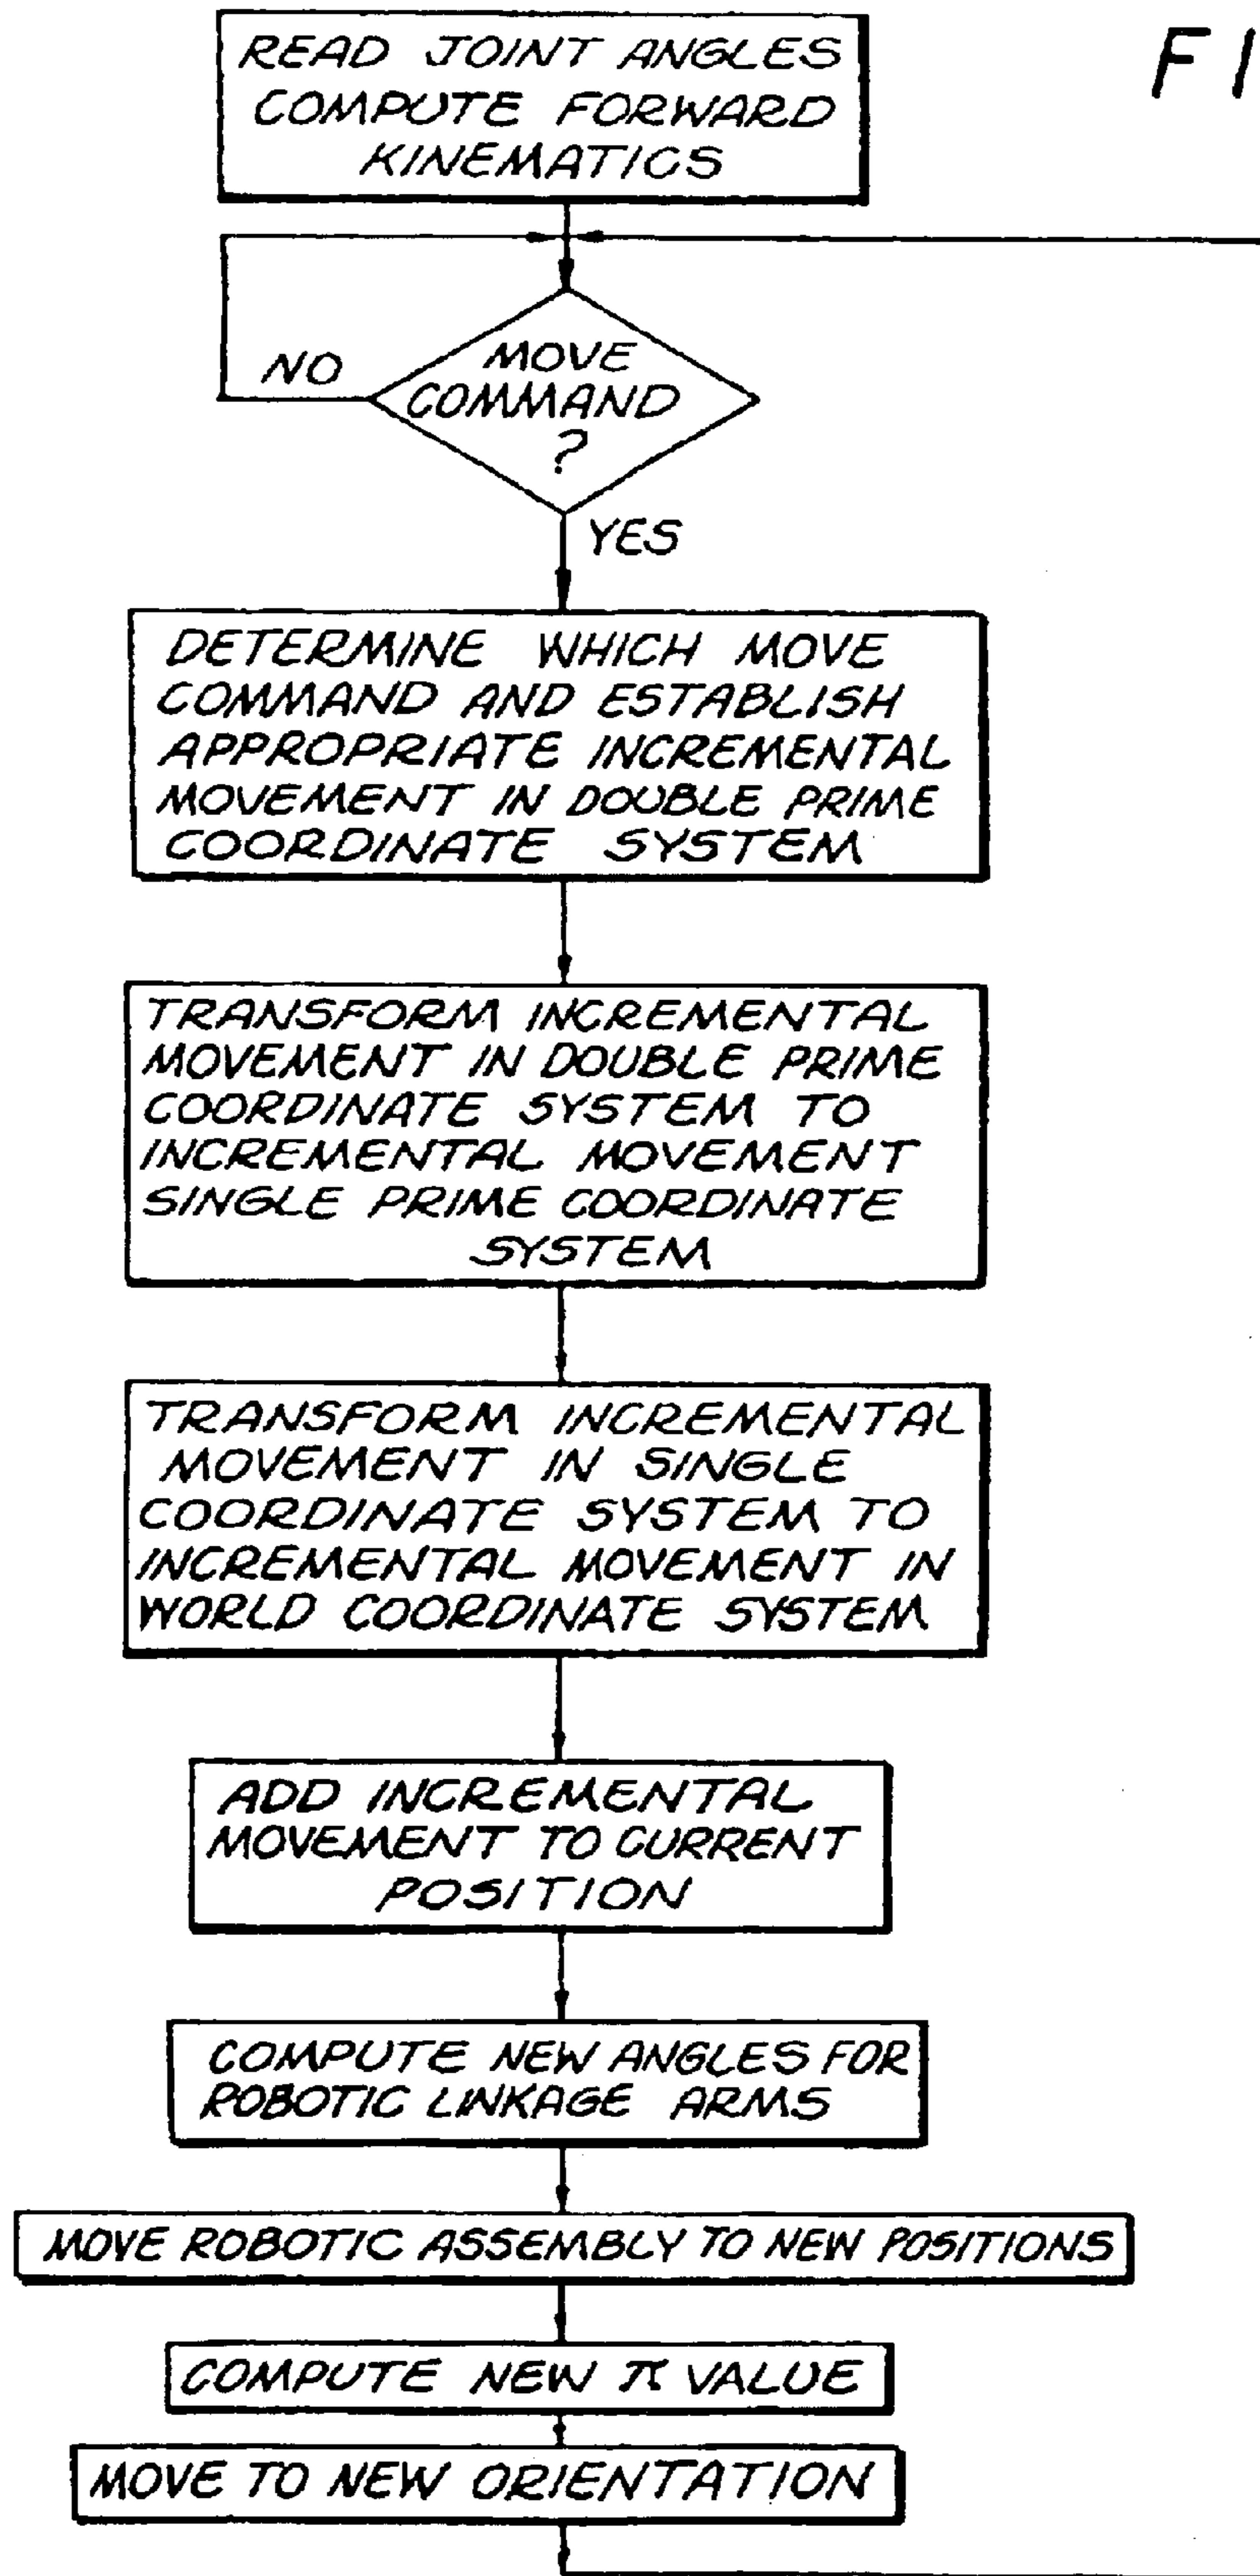 READ JOINT ANGLES
COMPUTE FORWARD
KINEMATICS
FI
MOVE
COMMAND
?
NO
YES
DETERMINE WHICH MOVE
COMMAND AND ESTABLISH
APPROPRIATE INCREMENTAL
MOVEMENT IN DOUBLE PRIME
COORDINATE SYSTEM
TRANSFORM INCREMENTAL
MOVEMENT IN DOUBLE PRIME
COORDINATE SYSTEM TO
INCREMENTAL MOVEMENT
SINGLE PRIME COORDINATE
SYSTEM
TRANSFORM INCREMENTAL
MOVEMENT IN SINGLE
COORDINATE SYSTEM TO
INCREMENTAL MOVEMENT IN
WORLD COORDINATE SYSTEM
ADD INCREMENTAL
MOVEMENT TO CURRENT
POSITION
COMPUTE NEW ANGLES FOR
ROBOTIC LINKAGE ARMS
MOVE ROBOTIC ASSEMBLY TO NEW POSITIONS
COMPUTE NEW π VALUE
MOVE TO NEW ORIENTATION